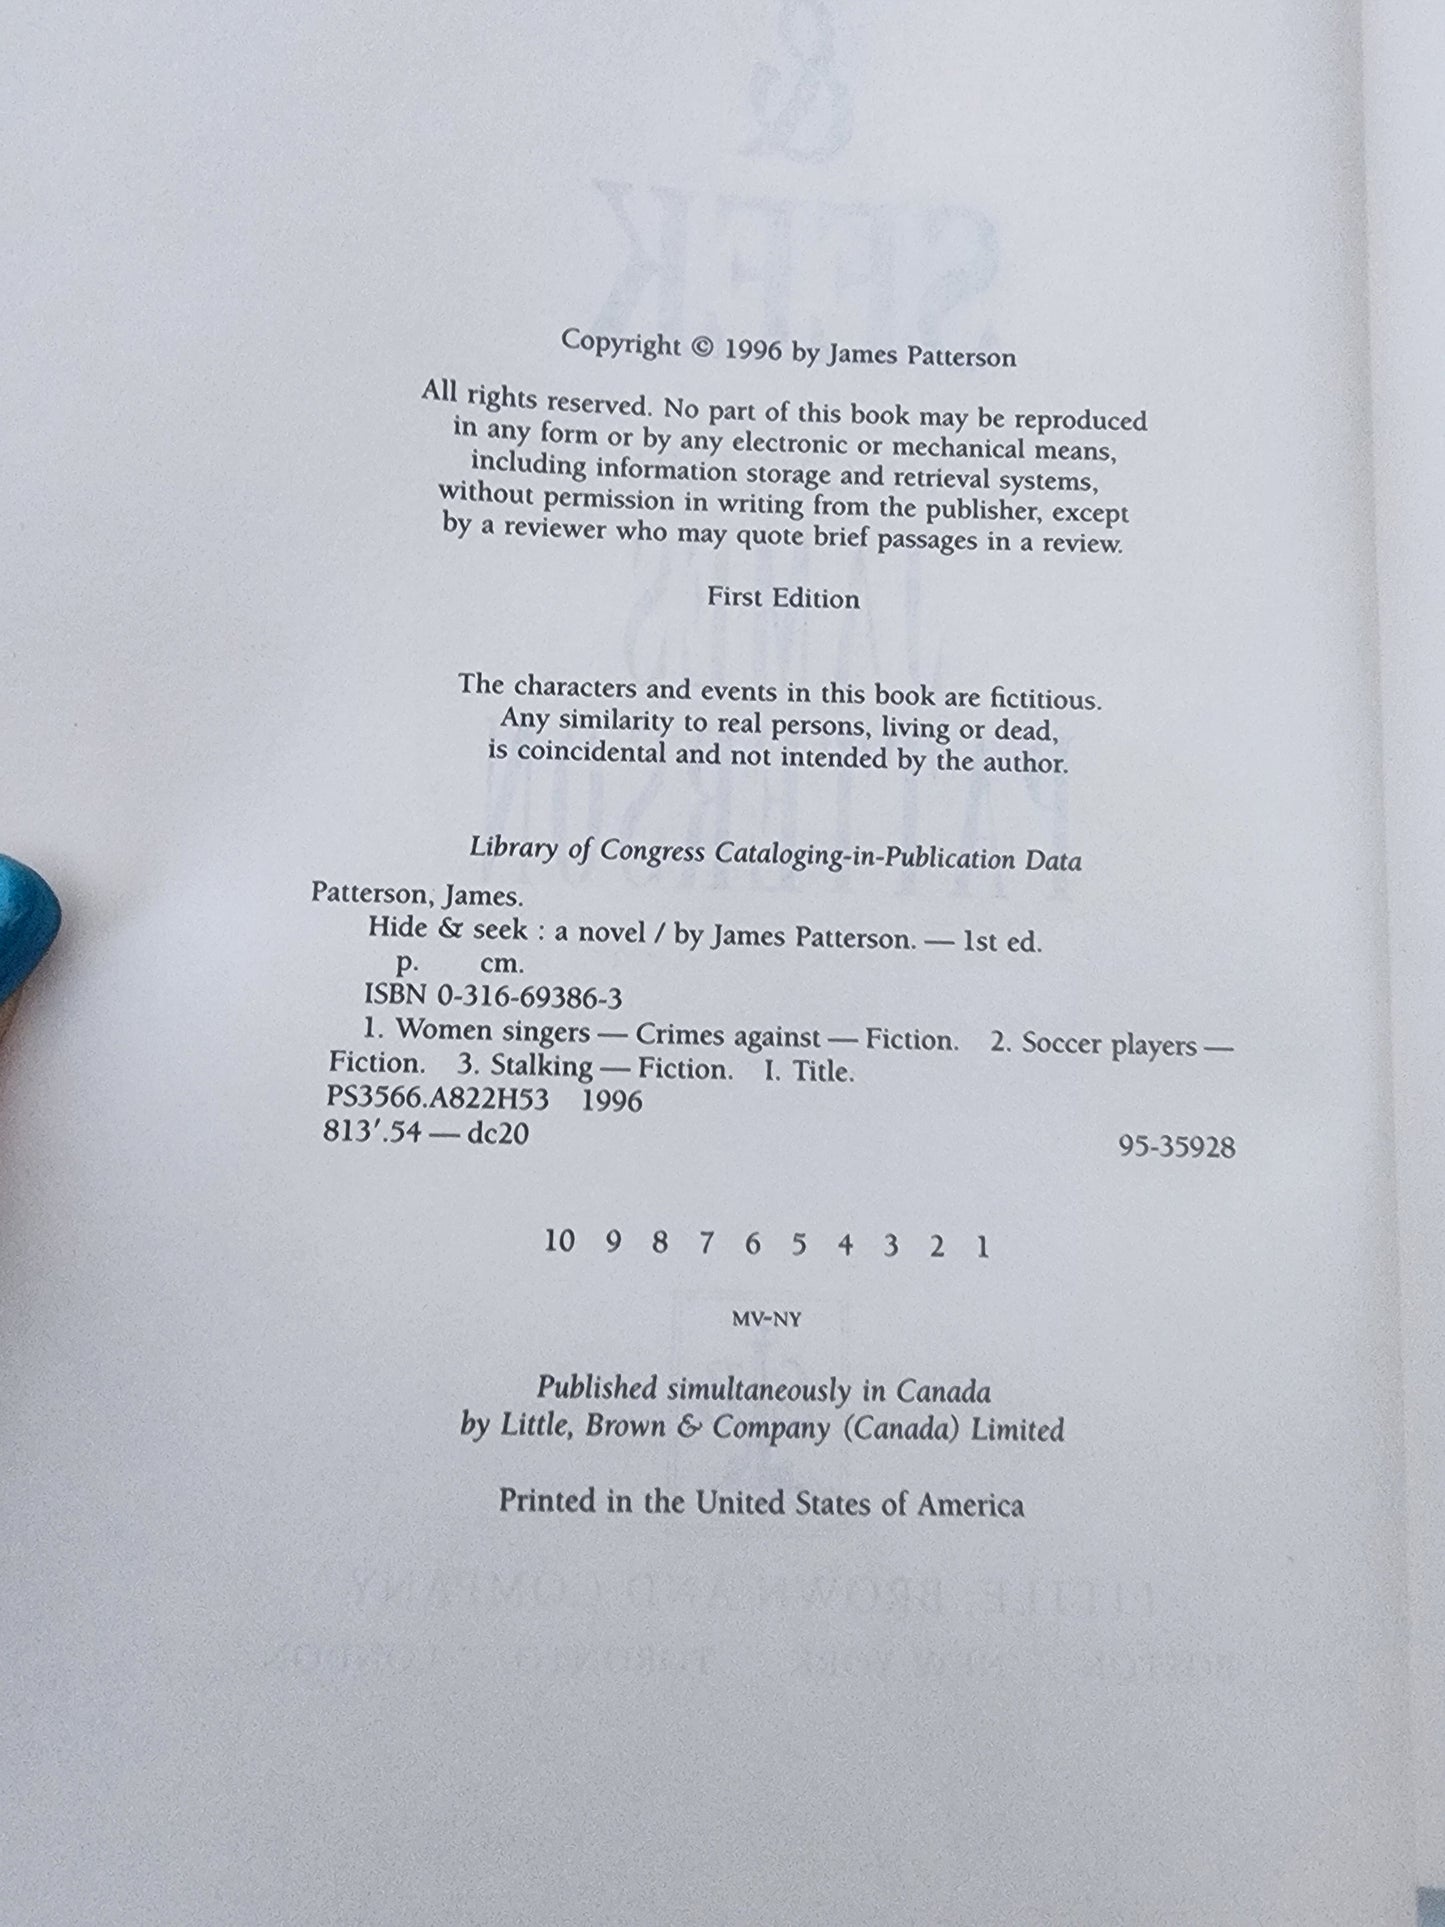 Copyright © 1996 by James Patterson
All rights reserved. No part of this book may be reproduced
in any form or by any electronic or mechanical means,
including information storage and retrieval systems,
without permission in writing from the publisher, except
by a reviewer who may quote brief passages in a review.
First Edition
The characters and events in this book are fictitious.
Any similarity to real persons, living or dead,
is coincidental and not intended by the author.
Library of Congress Cataloging-in-Publication Data
Patterson, James.
Hide & seek : a novel / by James Patterson. — 1st ed.
p. cm.
ISBN 0-316-69386-3
1. Women singers — Crimes against — Fiction. 2. Soccer players —
Fiction. 3. Stalking — Fiction. I. Title.
PS3566.A822H53 1996
813′.54 — dc20
95-35928
10 9 8 7 6 5 4 3 2 1
MV-NY
Published simultaneously in Canada
by Little, Brown & Company (Canada) Limited
Printed in the United States of America